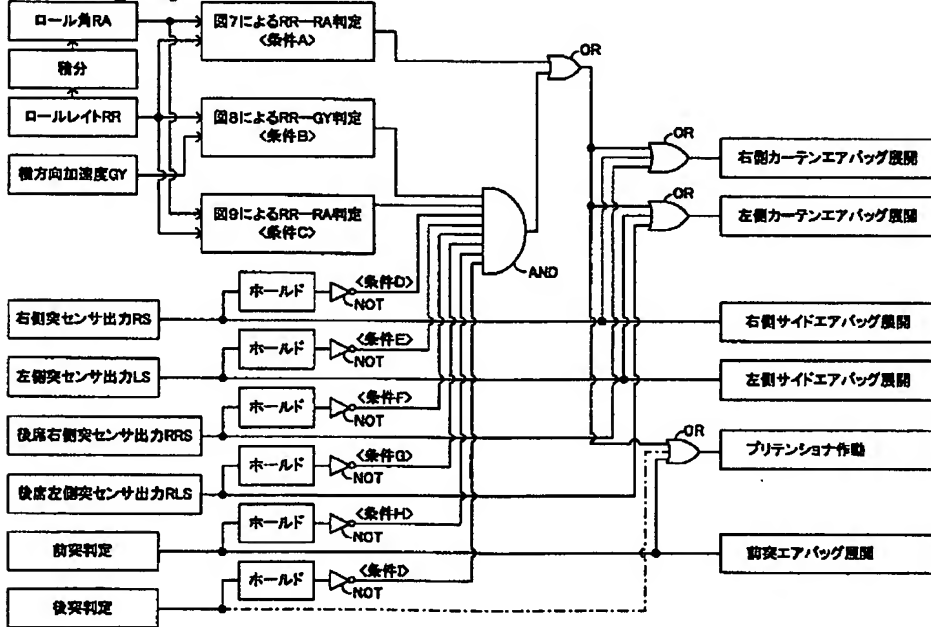 ロール角RA
積分
ロールレイトRR
横方向加速度GY
図7によるRR－RA判定
<条件A>
図8によるRR－GY判定
<条件B>
図9によるRR－RA判定
<条件C>
OR
AND
OR
右側カーテンエアバッグ展開
OR
左側カーテンエアバッグ展開
右側突センサ出力RS
ホールド
NOT
<条件D>
右側サイドエアバッグ展開
左側突センサ出力LS
ホールド
NOT
<条件E>
左側サイドエアバッグ展開
後席右側突センサ出力RRS
ホールド
NOT
<条件F>
OR
プリテンショナ作動
後席左側突センサ出力RLS
ホールド
NOT
<条件G>
前突判定
ホールド
NOT
<条件H>
前突エアバッグ展開
後突判定
ホールド
NOT
<条件I>